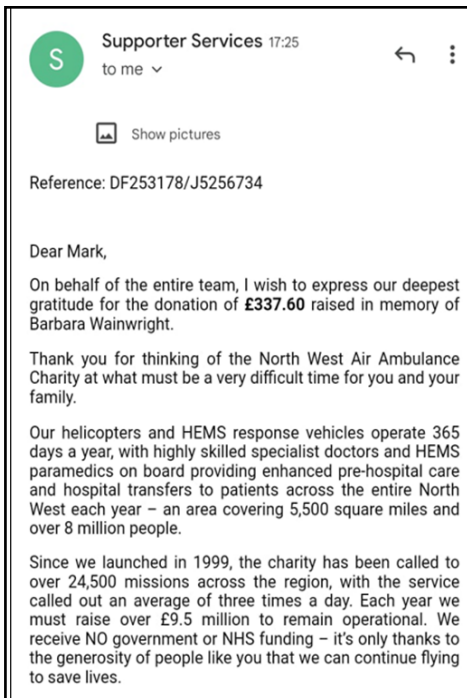 S
Supporter Services 17:25
to me
Show pictures
Reference: DF253178/J5256734
Dear Mark,
On behalf of the entire team, I wish to express our deepest
gratitude for the donation of £337.60 raised in memory of
Barbara Wainwright.
Thank you for thinking of the North West Air Ambulance
Charity at what must be a very difficult time for you and your
family.
Our helicopters and HEMS response vehicles operate 365
days a year, with highly skilled specialist doctors and HEMS
paramedics on board providing enhanced pre-hospital care
and hospital transfers to patients across the entire North
West each year – an area covering 5,500 square miles and
over 8 million people.
Since we launched in 1999, the charity has been called to
over 24,500 missions across the region, with the service
called out an average of three times a day. Each year we
must raise over £9.5 million to remain operational. We
receive NO government or NHS funding – it's only thanks to
the generosity of people like you that we can continue flying
to save lives.